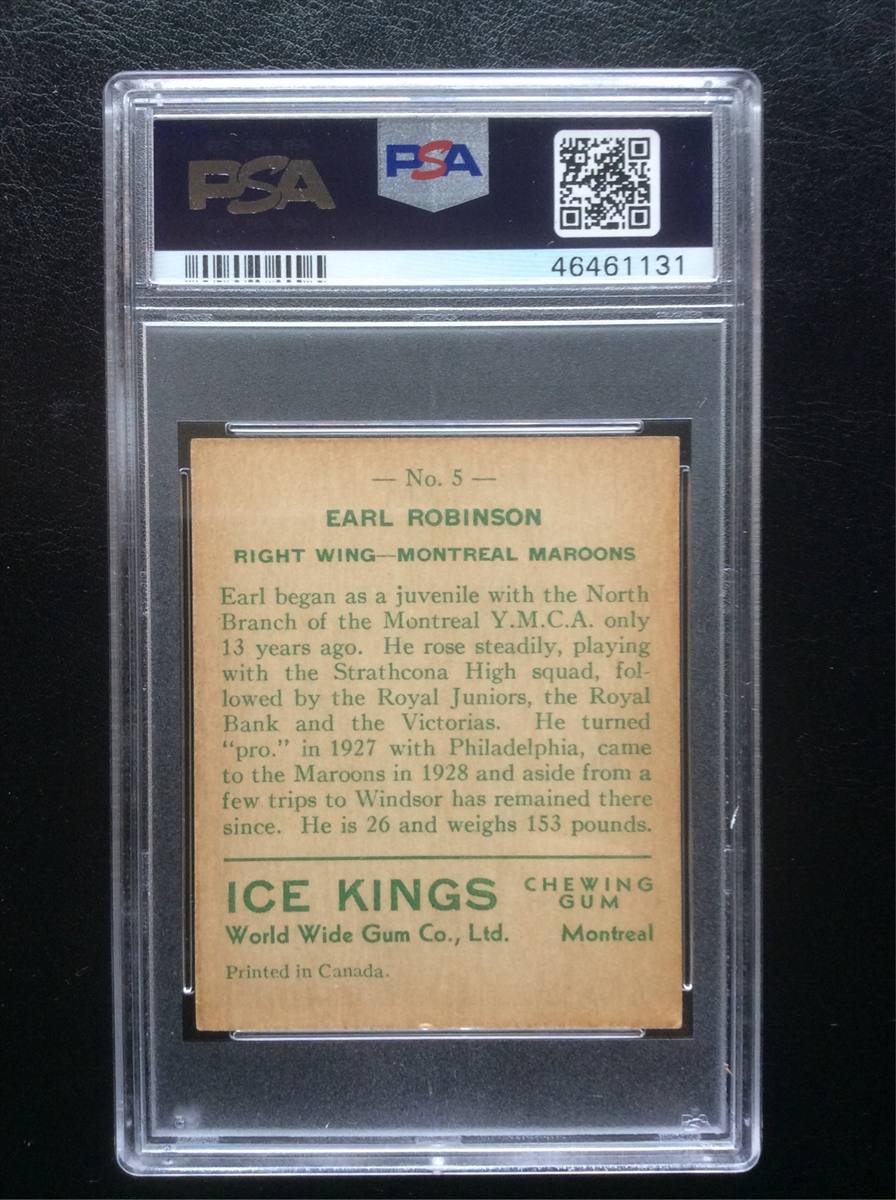 PSA
PSA
46461131
— No. 5 —
EARL ROBINSON
RIGHT WING—MONTREAL MAROONS
Earl began as a juvenile with the North
Branch of the Montreal Y.M.C.A. only
13 years ago. He rose steadily, playing
with the Strathcona High squad, fol-
lowed by the Royal Juniors, the Royal
Bank and the Victorias. He turned
“pro.” in 1927 with Philadelphia, came
to the Maroons in 1928 and aside from a
few trips to Windsor has remained there
since. He is 26 and weighs 153 pounds.
ICE KINGS CHEWING GUM
World Wide Gum Co., Ltd. Montreal
Printed in Canada.